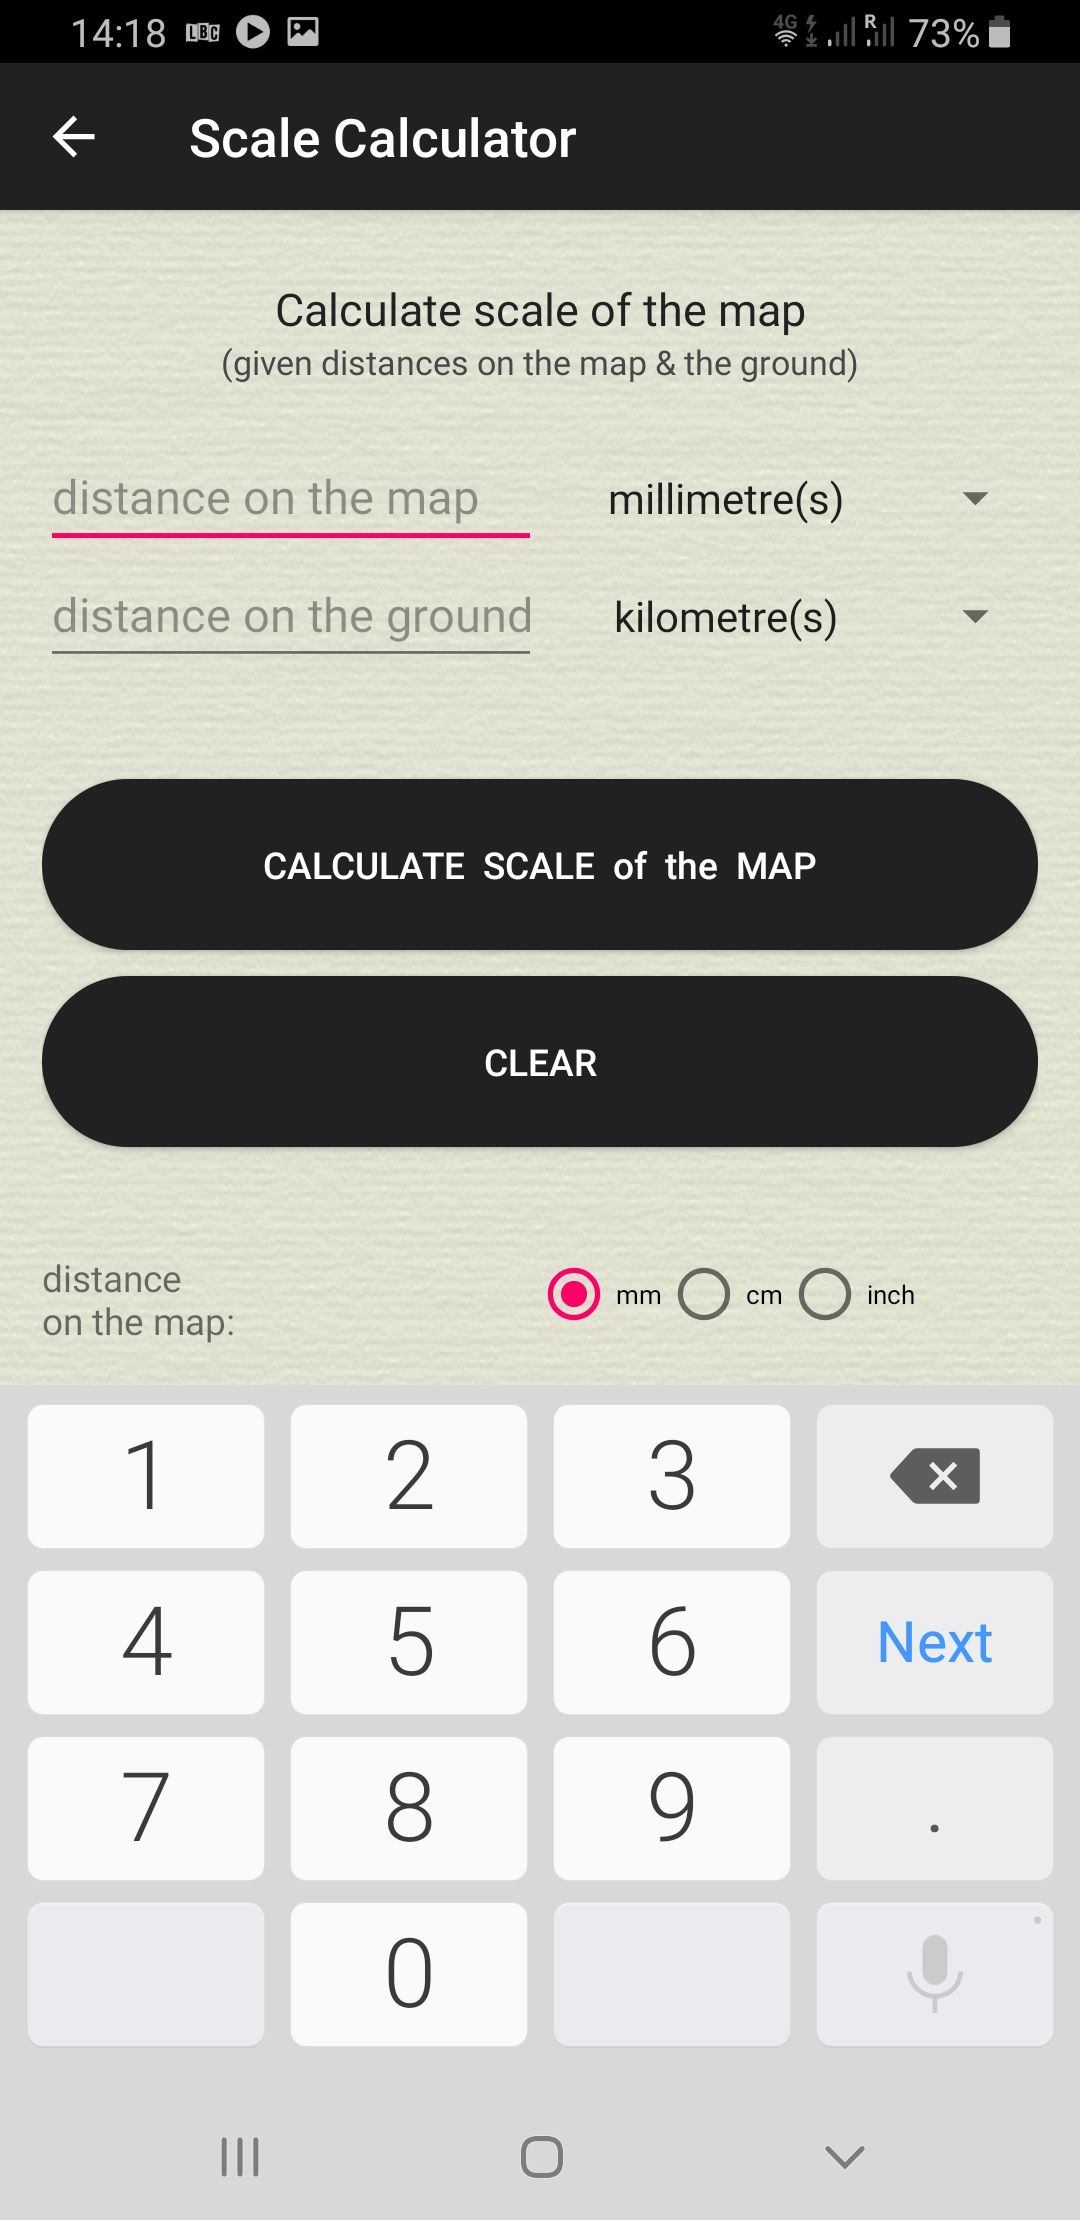 14:18 LBC 4G R 73%
Scale Calculator
Calculate scale of the map
(given distances on the map & the ground)
distance on the map millimetre(s)
distance on the ground kilometre(s)
CALCULATE SCALE of the MAP
CLEAR
distance
on the map: mm cm inch
1 2 3
4 5 6 Next
7 8 9 .
0